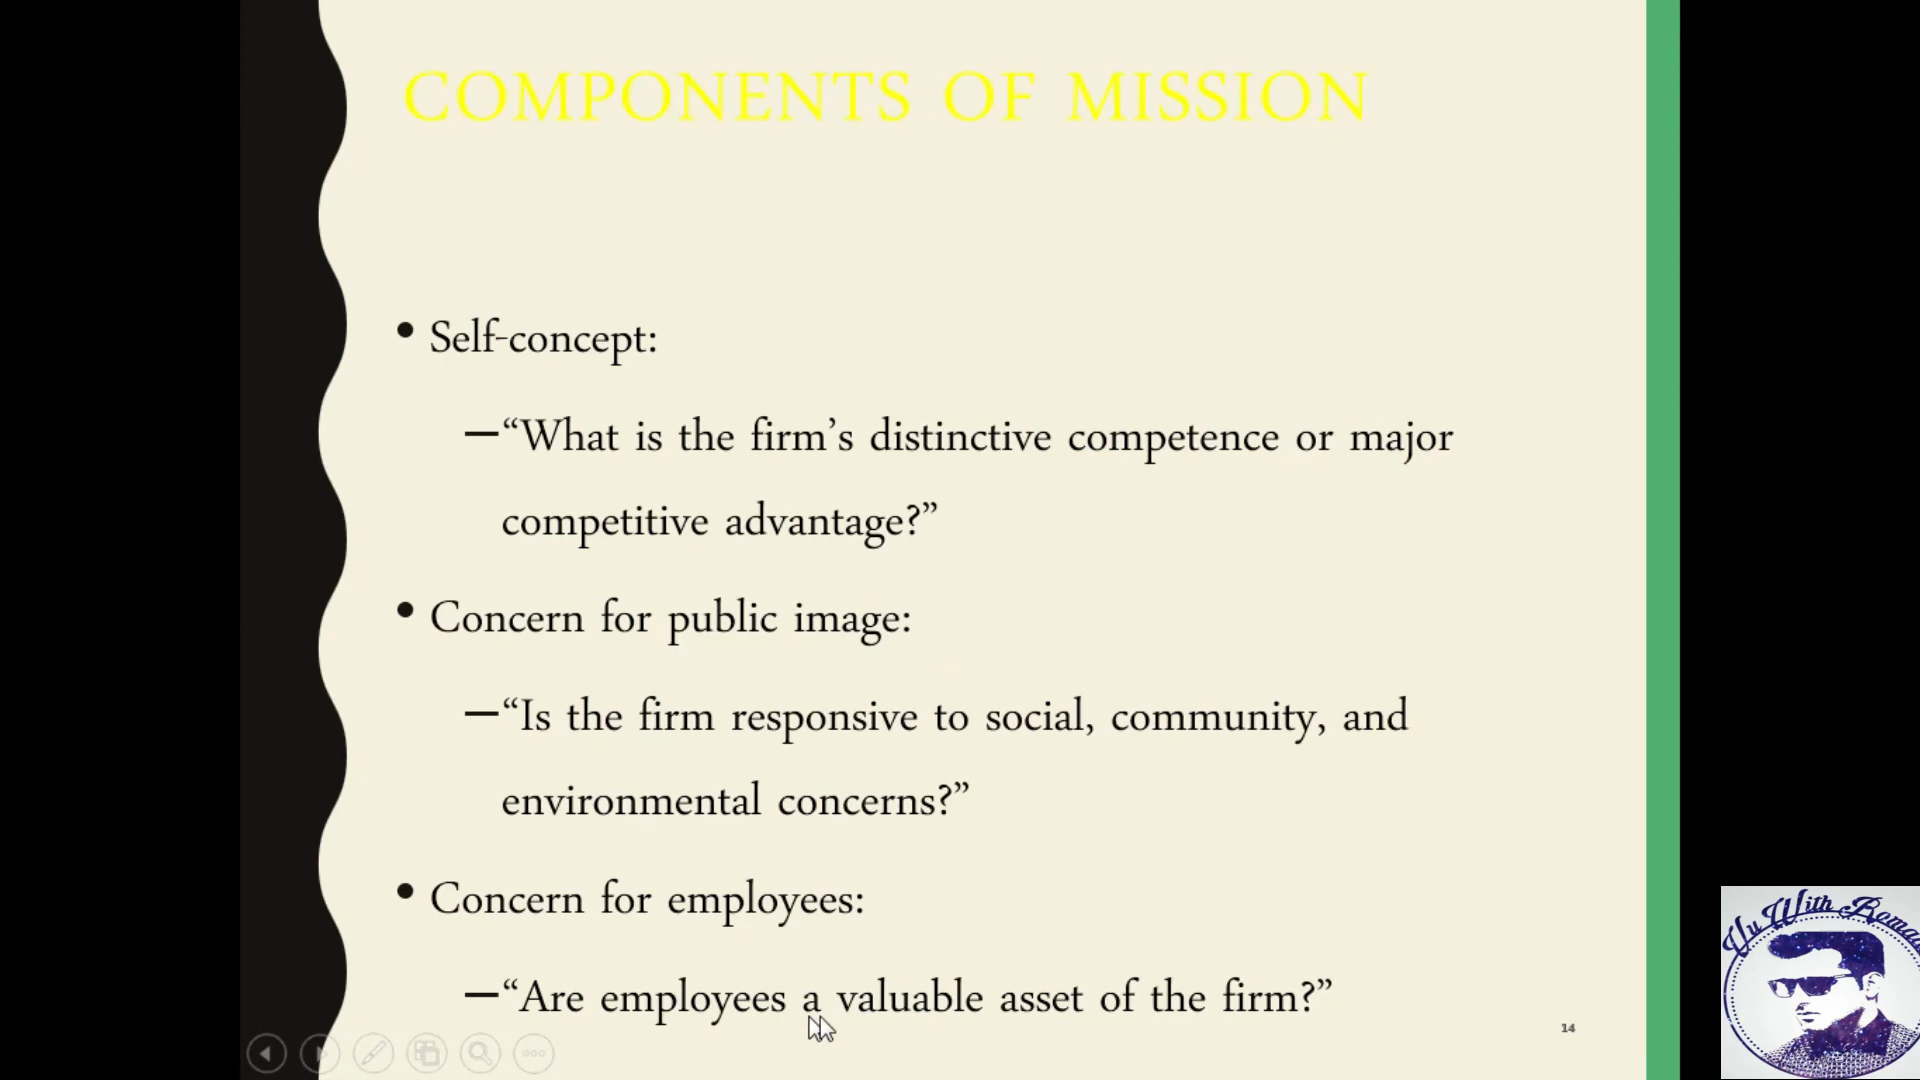 COMPONENTS OF MISSION
• Self-concept:
–“What is the firm’s distinctive competence or major
competitive advantage?”
• Concern for public image:
–“Is the firm responsive to social, community, and
environmental concerns?”
• Concern for employees:
–“Are employees a valuable asset of the firm?”
14
With